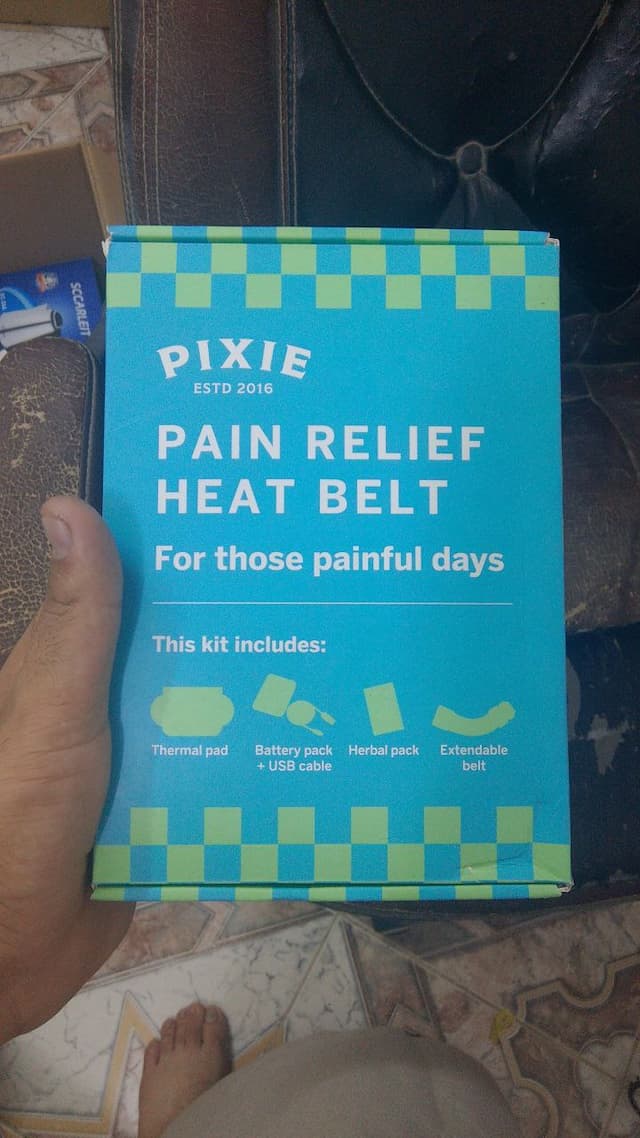 PIXIE
ESTD 2016
PAIN RELIEF
HEAT BELT
For those painful days
This kit includes:
Thermal pad
Battery pack
+ USB cable
Herbal pack
Extendable
belt
SCCARLEIT